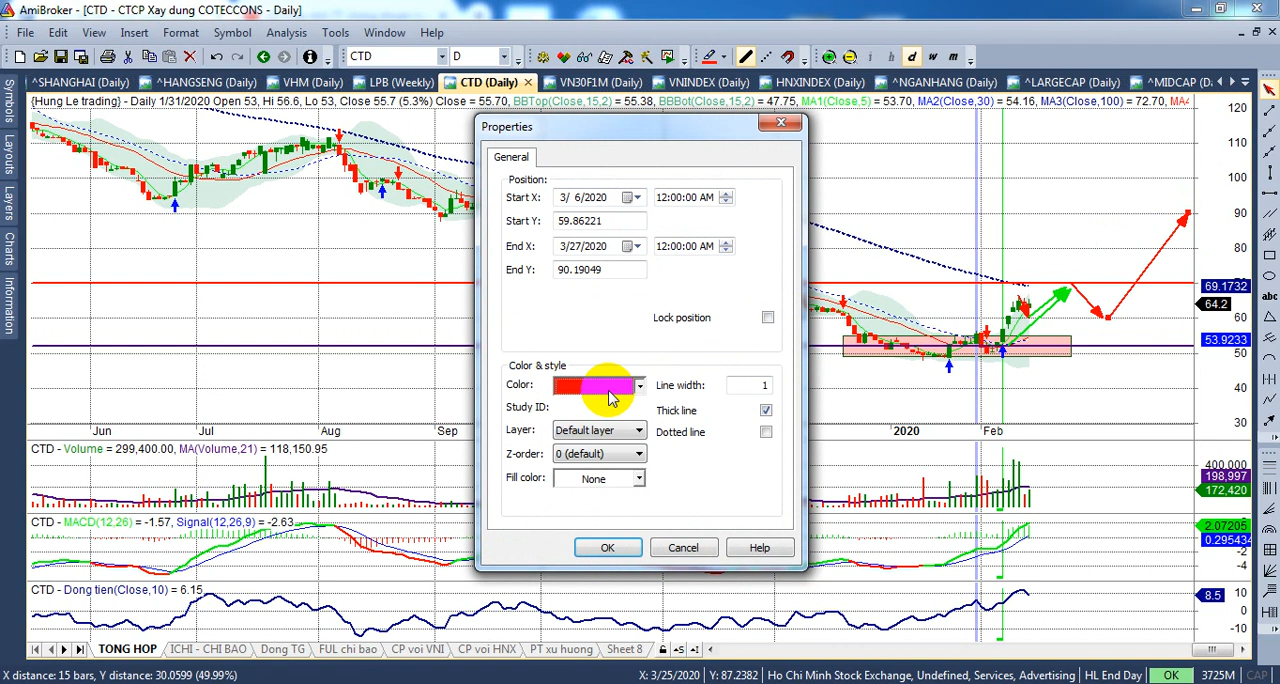 AmiBroker - [CTD - CTCP Xay dung COTECCONS - Daily]
File Edit View Insert Format Symbol Analysis Tools Window Help
CTD D i h d w m
^SHANGHAI (Daily) ^HANGSENG (Daily) VHM (Daily) LPB (Weekly) CTD (Daily) VN30F1M (Daily) VNINDEX (Daily) HNXINDEX (Daily) ^NGANHANG (Daily) ^LARGECAP (Daily) ^MIDCAP (D
{Hung Le trading} - Daily 1/31/2020 Open 53, Hi 56.6, Lo 53, Close 55.7 (5.3%) Close = 55.70, BBTop(Close,15,2) = 55.38, BBBot(Close,15,2) = 47.75, MA1(Close,5) = 53.70, MA2(Close,30) = 54.16, MA3(Close,100) = 72.70, MA4
Symbols
Layouts
Layers
Charts
Information
Properties
General
Position:
Start X: 3/ 6/2020 12:00:00 AM
Start Y: 59.86221
End X: 3/27/2020 12:00:00 AM
End Y: 90.19049
Lock position
Color & style
Color: Line width: 1
Study ID: Thick line
Layer: Default layer Dotted line
Z-order: 0 (default)
Fill color: None
OK Cancel Help
120
110
100
90
80
69.1732
64.2
60
53.9233
50
40
30
abc
Jun Jul Aug Sep 2020 Feb
CTD - Volume = 299,400.00, MA(Volume,21) = 118,150.95
400,000
198,997
172,420
CTD - MACD(12,26) = -1.57, Signal(12,26,9) = -2.63
2.07205
0.295434
-2
-4
CTD - Dong tien(Close,10) = 6.15
10
8.5
0
-10
TONG HOP ICHI - CHI BAO Dong TG FUL chi bao CP voi VNI CP voi HNX PT xu huong Sheet 8
X distance: 15 bars, Y distance: 30.0599 (49.99%) X: 3/25/2020 Y: 87.2382 Ho Chi Minh Stock Exchange, Undefined, Services, Advertising HL End Day OK 3725M CAP